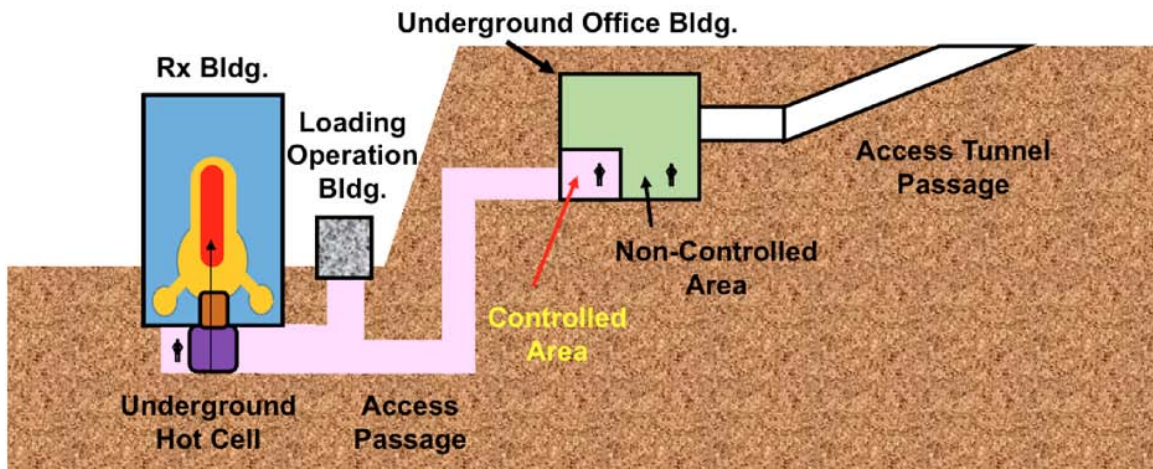 Underground Office Bldg.
Rx Bldg.
Loading
Operation
Bldg.
Access Tunnel
Passage
Non-Controlled
Area
Controlled
Area
Underground
Hot Cell
Access
Passage